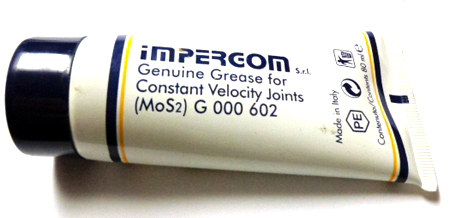 IMPERGOM S.r.l.
Genuine Grease for
Constant Velocity Joints
(MoS2) G 000 602
Made in Italy
PE
Contenuto/Contents 80 ml e